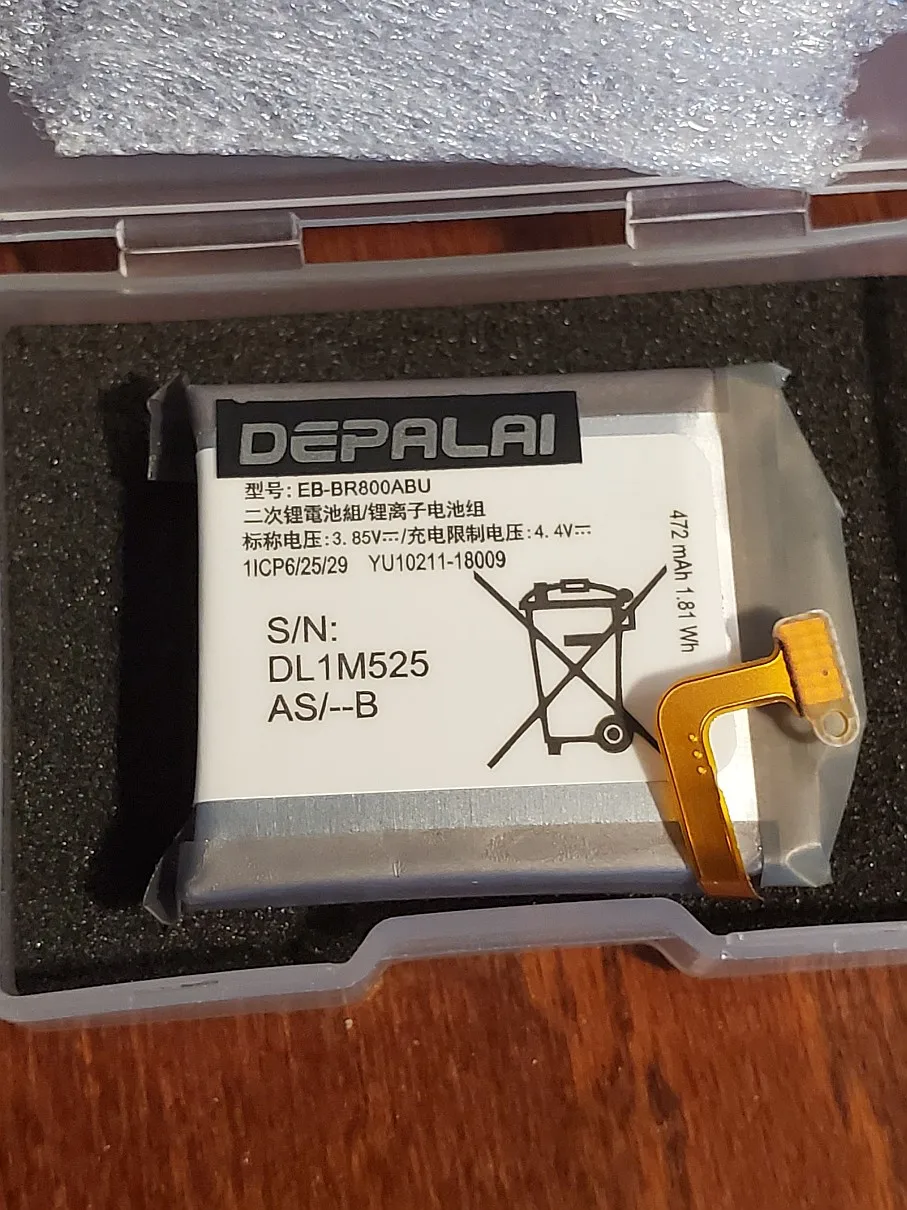 DEPALAI
型号: EB-BR800ABU
二次锂電池組/锂离子电池组
标称电压:3.85V⎓/充电限制电压:4.4V⎓
1ICP6/25/29 YU10211-18009
472 mAh 1.81 Wh
S/N:
DL1M525
AS/--B